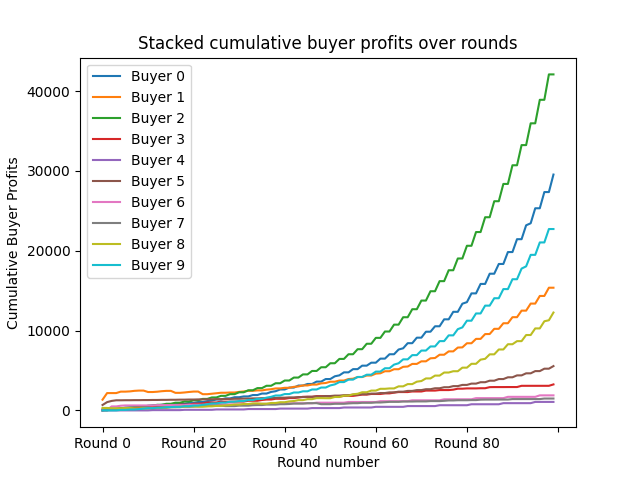 Stacked cumulative buyer profits over rounds
Buyer 0
Buyer 1
Buyer 2
Buyer 3
Buyer 4
Buyer 5
Buyer 6
Buyer 7
Buyer 8
Buyer 9
Cumulative Buyer Profits
40000
30000
20000
10000
0
Round 0 Round 20 Round 40 Round 60 Round 80
Round number